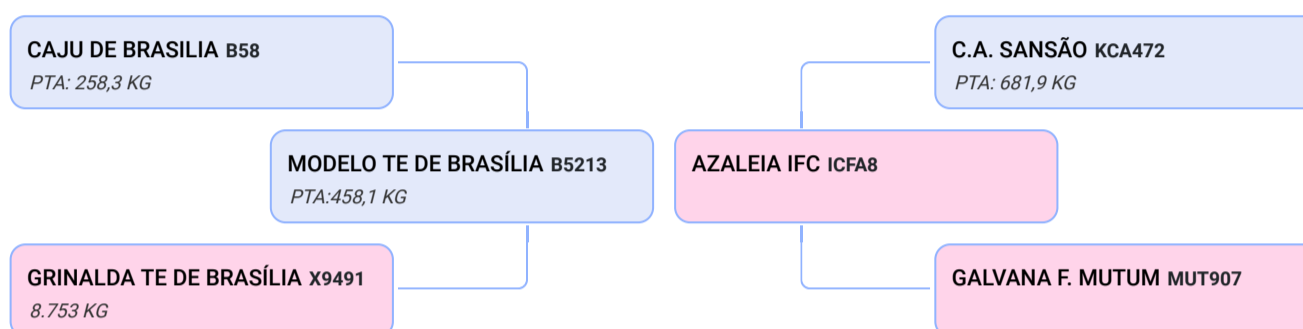 CAJU DE BRASILIA B58
PTA: 258,3 KG
C.A. SANSÃO KCA472
PTA: 681,9 KG
MODELO TE DE BRASÍLIA B5213
PTA:458,1 KG
AZALEIA IFC ICFA8
GRINALDA TE DE BRASÍLIA X9491
8.753 KG
GALVANA F. MUTUM MUT907